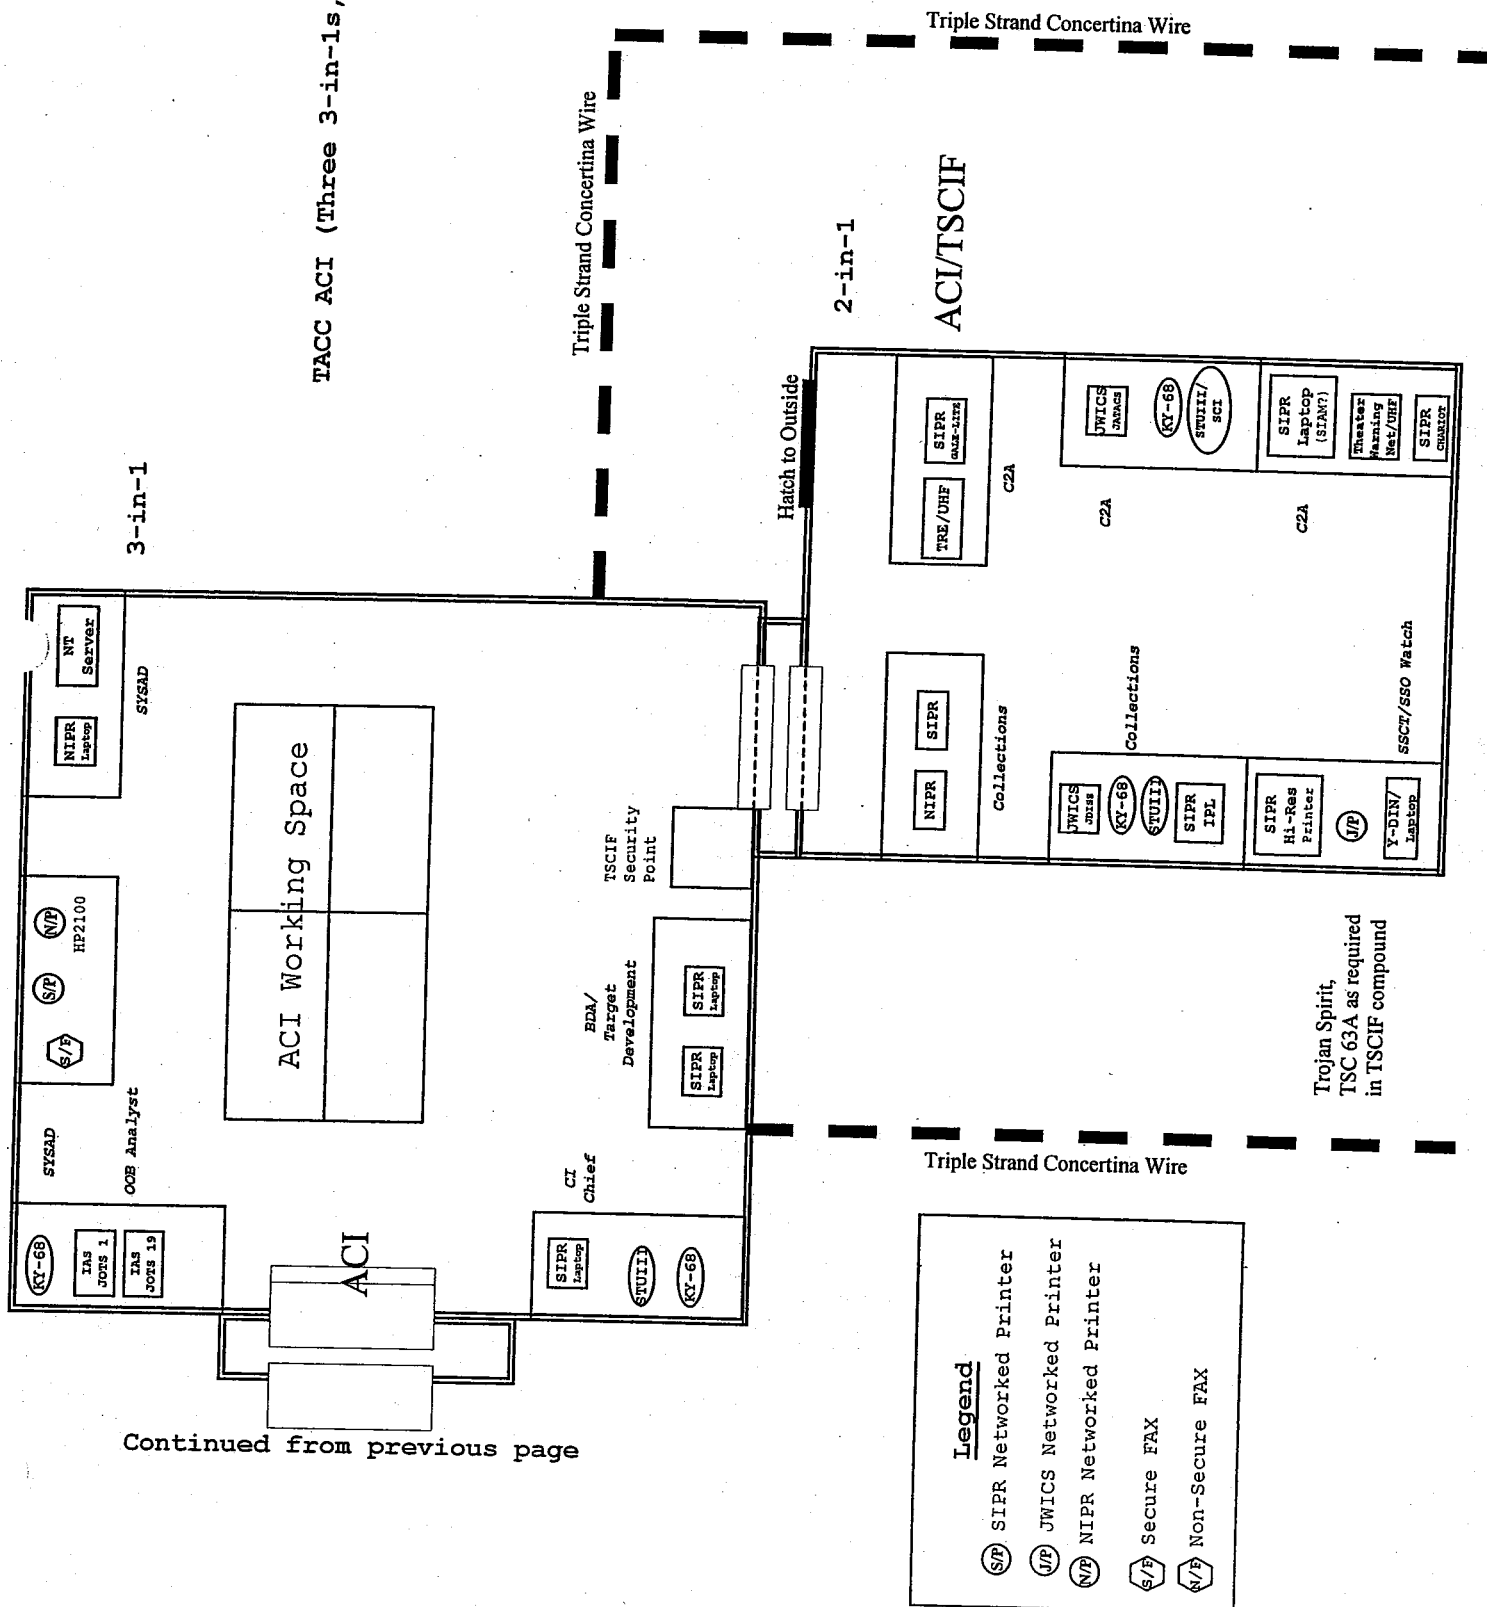 TACC ACI (Three 3-in-1s,
Triple Strand Concertina Wire
Triple Strand Concertina Wire
3-in-1
2-in-1
ACI/TSCIF
NT
Server
NIPR
Laptop
SYSAD
N/P
HP2100
S/P
S/F
SYSAD
OOB Analyst
KY-68
IAS
JOTS 1
IAS
JOTS 19
ACI Working Space
ACI
TSCIF
Security
Point
BDA/
Target
Development
SIPR
Laptop
SIPR
Laptop
CI
Chief
SIPR
Laptop
STUIII
KY-68
Continued from previous page
Hatch to Outside
SIPR
GALE-LITE
TRE/UHF
C2A
JWICS
JATACS
KY-68
STUIII/
SCI
C2A
SIPR
Laptop
(SIAM?)
Theater
Warning
Net/UHF
SIPR
CHARIOT
C2A
SIPR
NIPR
Collections
JWICS
JDISS
KY-68
STUIII
SIPR
IPL
Collections
SIPR
Hi-Res
Printer
J/P
Y-DIN/
Laptop
SSCT/SSO Watch
Trojan Spirit,
TSC 63A as required
in TSCIF compound
Triple Strand Concertina Wire
Legend
S/P SIPR Networked Printer
J/P JWICS Networked Printer
N/P NIPR Networked Printer
S/F Secure FAX
N/F Non-Secure FAX